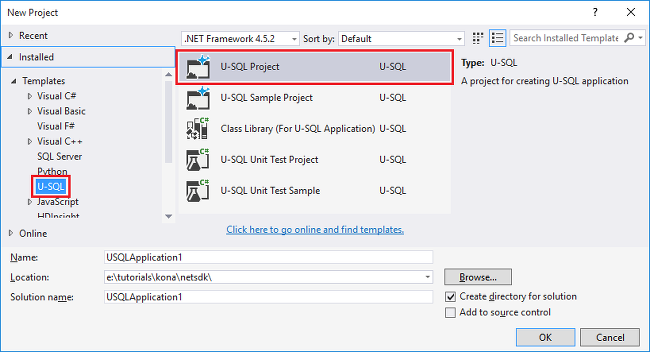 New Project
? ×
Recent
.NET Framework 4.5.2 Sort by: Default
Search Installed Template
Installed
Templates
Visual C#
Visual Basic
Visual F#
Visual C++
SQL Server
Python
U-SQL
JavaScript
HDInsight
Online
U-SQL Project U-SQL
U-SQL Sample Project U-SQL
C# Class Library (For U-SQL Application) U-SQL
C# U-SQL Unit Test Project U-SQL
C# U-SQL Unit Test Sample U-SQL
Click here to go online and find templates.
Type: U-SQL
A project for creating U-SQL application
Name: USQLApplication1
Location: e:\tutorials\kona\netsdk\ Browse...
Solution name: USQLApplication1
Create directory for solution
Add to source control
OK Cancel